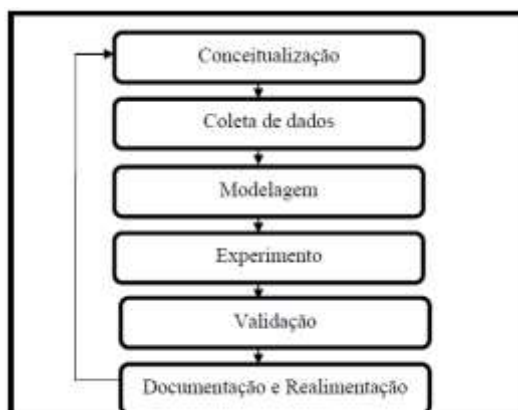 Conceitualização
Coleta de dados
Modelagem
Experimento
Validação
Documentação e Realimentação